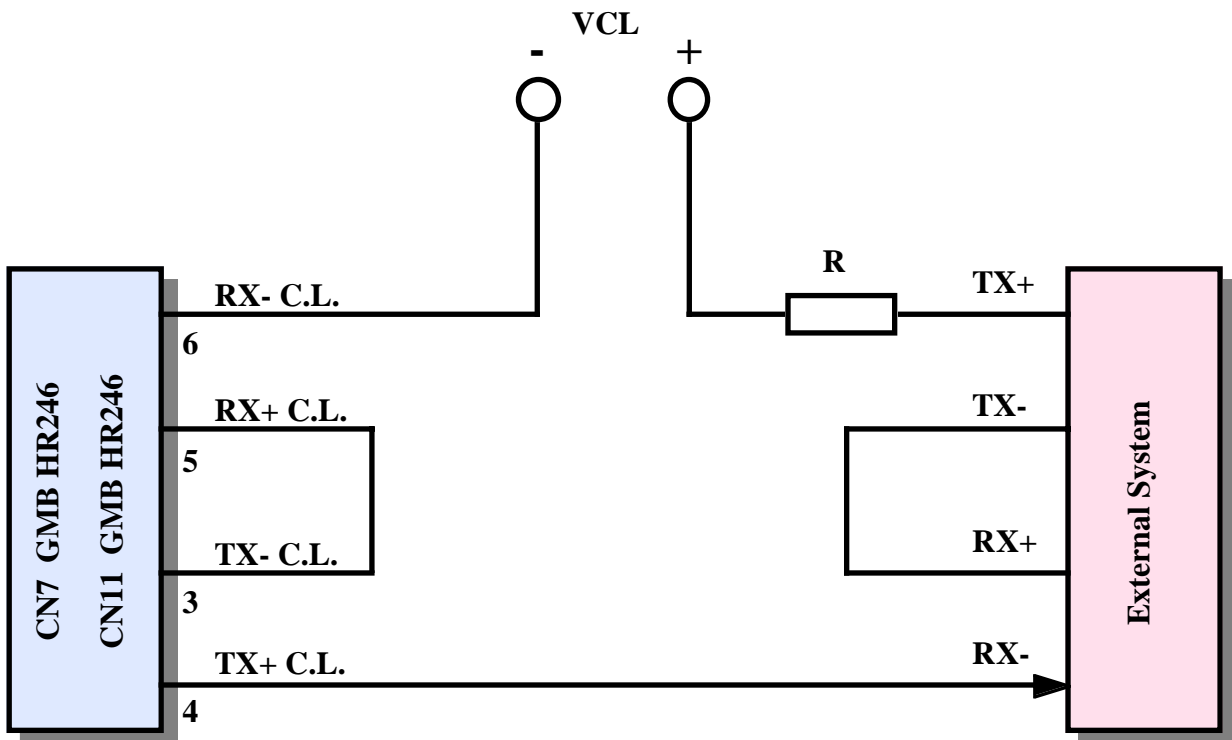 VCL
- +
R
RX- C.L.
6
RX+ C.L.
5
TX- C.L.
3
TX+ C.L.
4
CN7 GMB HR246
CN11 GMB HR246
TX+
TX-
RX+
RX-
External System